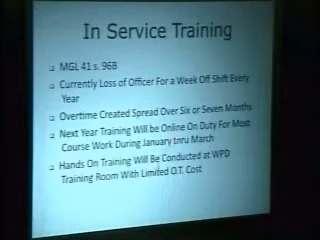 In Service Training
MGL 41 s. 96B
Currently Loss of Officer For a Week Off Shift Every
Year
Overtime Created Spread Over Six or Seven Months
Next Year Training Will be Online On Duty For Most
Course Work During January thru March
Hands On Training Will Be Conducted at WPD
Training Room With Limited O.T. Cost